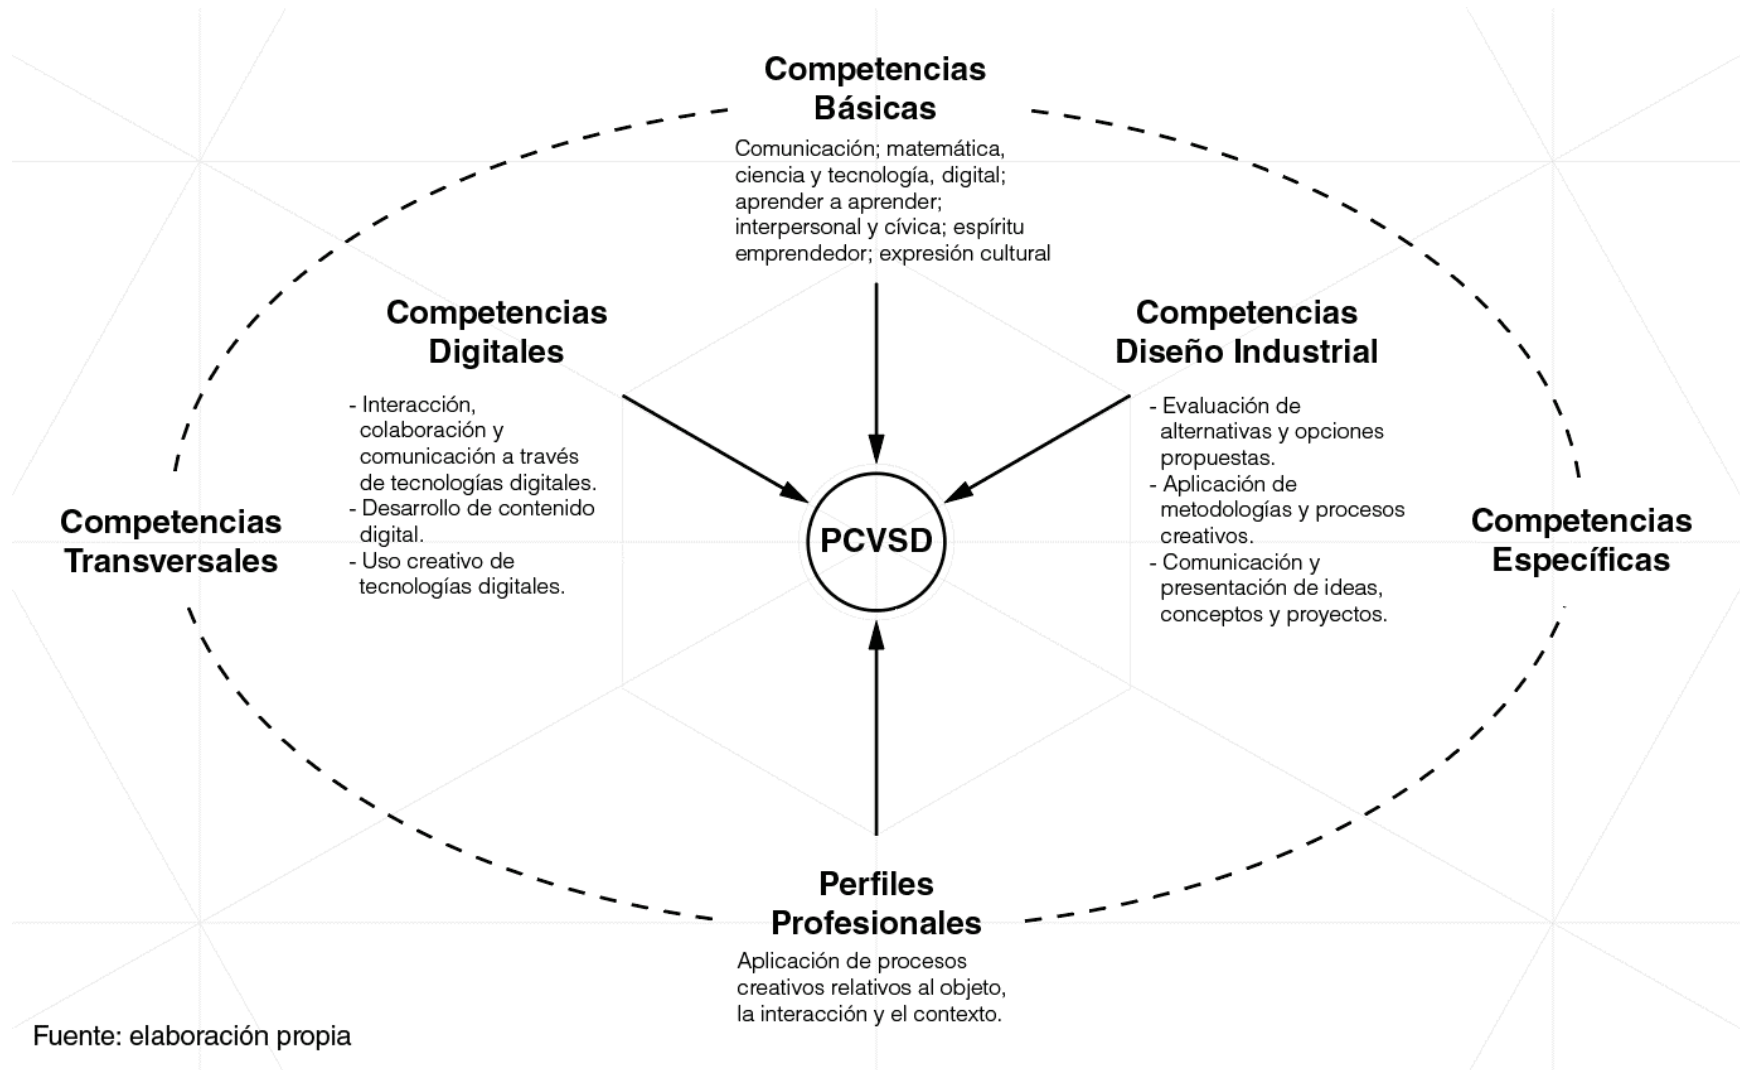 Competencias
Básicas
Comunicación; matemática,
ciencia y tecnología, digital;
aprender a aprender;
interpersonal y cívica; espíritu
emprendedor; expresión cultural
Competencias
Digitales
- Interacción,
colaboración y
comunicación a través
de tecnologías digitales.
- Desarrollo de contenido
digital.
- Uso creativo de
tecnologías digitales.
Competencias
Diseño Industrial
- Evaluación de
alternativas y opciones
propuestas.
- Aplicación de
metodologías y procesos
creativos.
- Comunicación y
presentación de ideas,
conceptos y proyectos.
Competencias
Transversales
PCVSD
Competencias
Específicas
Perfiles
Profesionales
Aplicación de procesos
creativos relativos al objeto,
la interacción y el contexto.
Fuente: elaboración propia